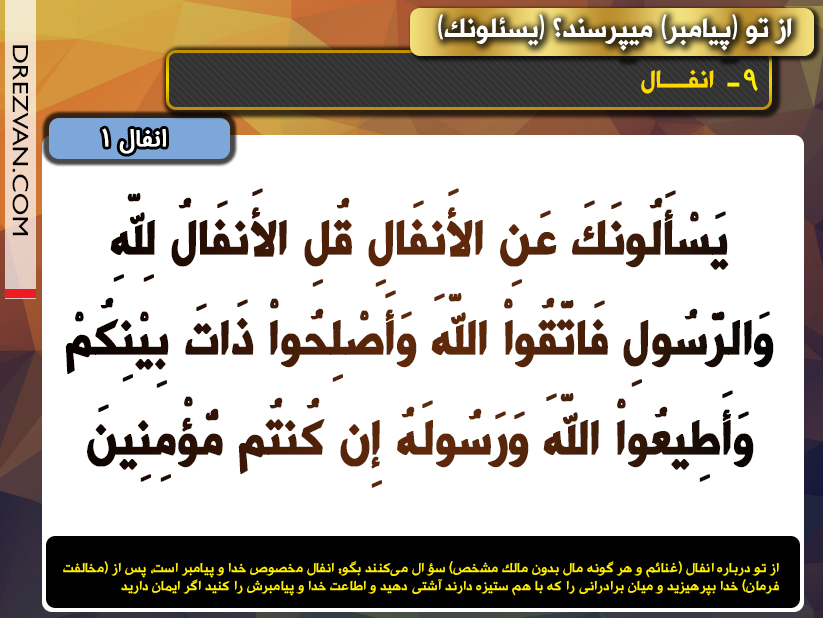 از تو (پیامبر) میپرسند؟ (یسئلونك)
۹- انفـــال
انفال ۱
DREZVAN.COM
يَسْأَلُونَكَ عَنِ الأَنفَالِ قُلِ الأَنفَالُ لِلّهِ
وَالرَّسُولِ فَاتَّقُواْ اللّهَ وَأَصْلِحُواْ ذَاتَ بِيْنِكُمْ
وَأَطِيعُواْ اللّهَ وَرَسُولَهُ إِن كُنتُم مُّؤْمِنِينَ
از تو درباره انفال (غنائم و هر گونه مال بدون مالك مشخص) سؤ ال می‌کنند بگو: انفال مخصوص خدا و پیامبر است، پس از (مخالفت
فرمان) خدا بپرهیزید و میان برادرانی را که با هم ستیزه دارند آشتی دهید و اطاعت خدا و پیامبرش را کنید اگر ایمان دارید